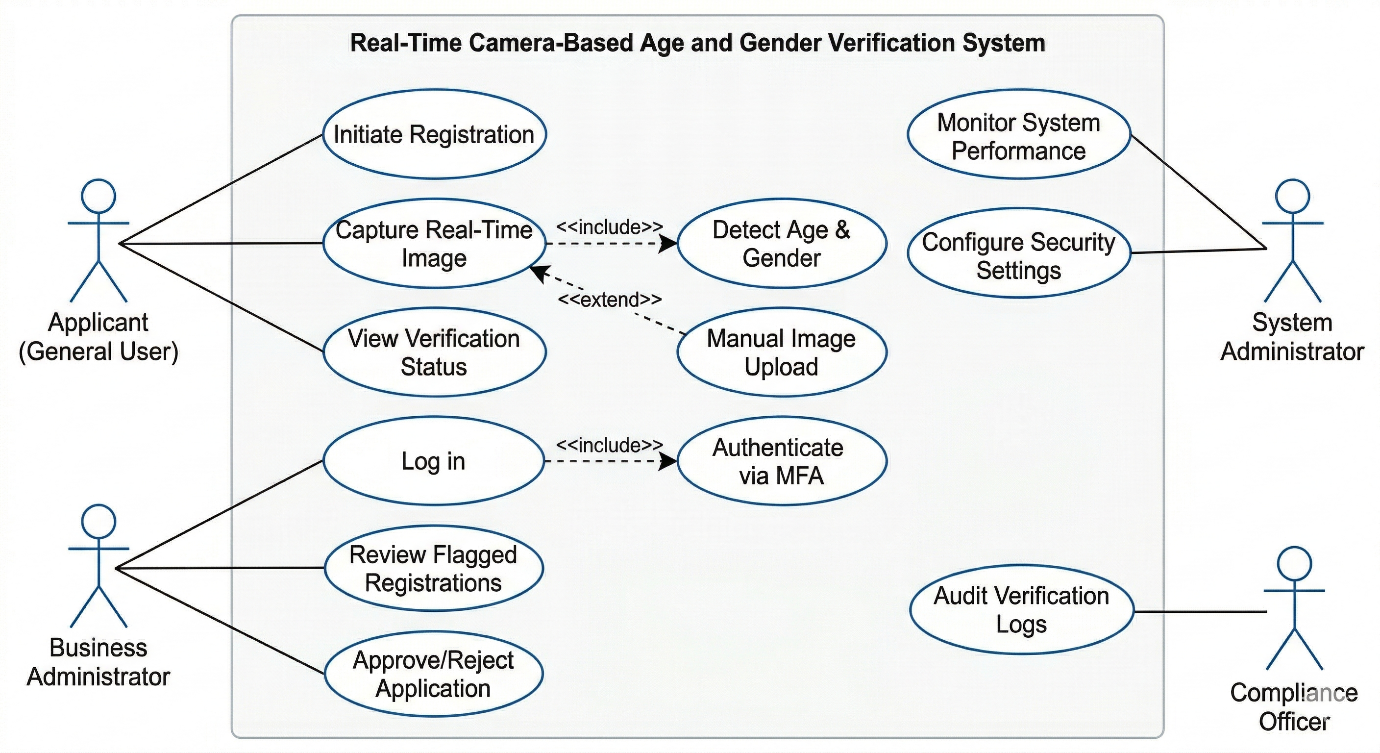 Real-Time Camera-Based Age and Gender Verification System
Initiate Registration
Capture Real-Time
Image
<<include>>
Detect Age &
Gender
<<extend>>
View Verification
Status
Manual Image
Upload
Log in
<<include>>
Authenticate
via MFA
Review Flagged
Registrations
Approve/Reject
Application
Monitor System
Performance
Configure Security
Settings
Audit Verification
Logs
Applicant
(General User)
Business
Administrator
System
Administrator
Compliance
Officer